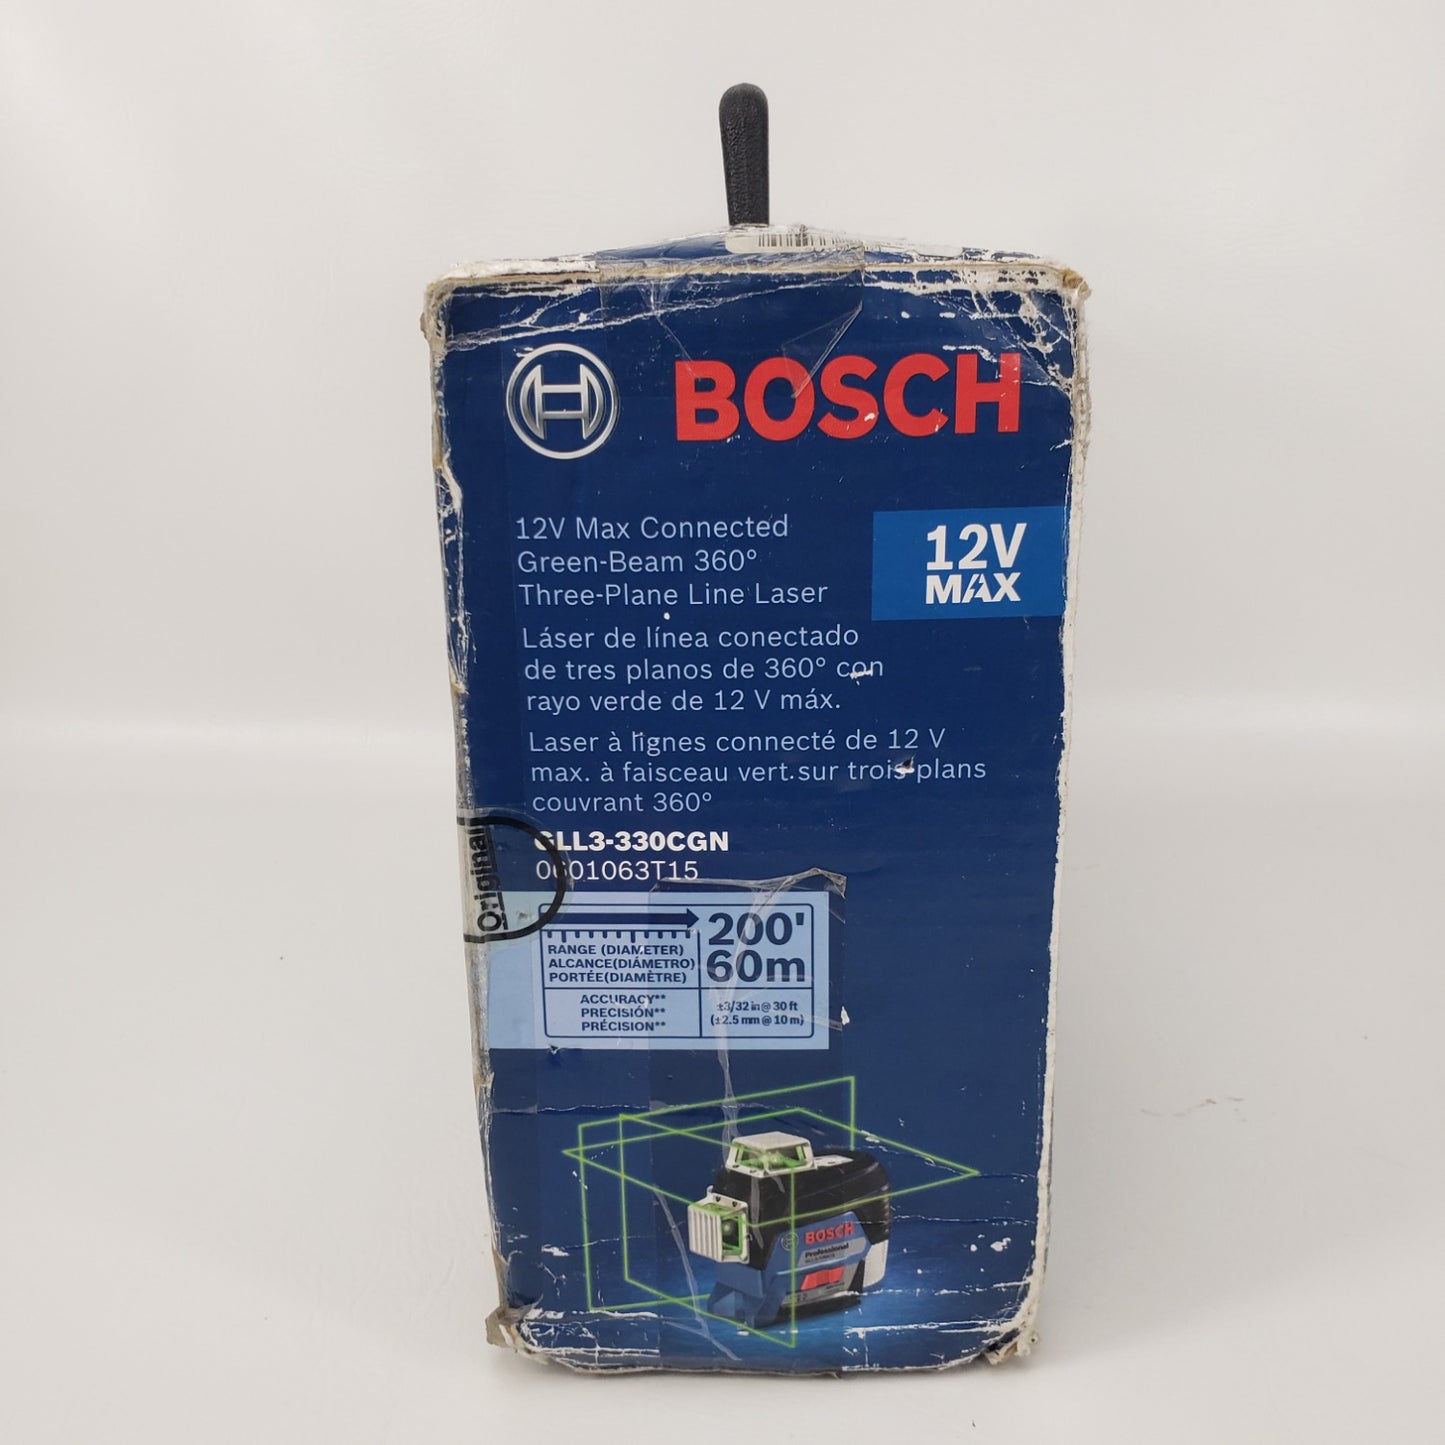 BOSCH
12V Max Connected
Green-Beam 360°
Three-Plane Line Laser
12V
MAX
Láser de línea conectado
de tres planos de 360° con
rayo verde de 12 V máx.
Laser à lignes connecté de 12 V
max. à faisceau vert sur trois plans
couvrant 360°
GLL3-330CGN
0601063T15
Original
200'
60m
RANGE (DIAMETER)
ALCANCE(DIÁMETRO)
PORTÉE(DIAMÈTRE)
ACCURACY**
PRECISIÓN**
PRÉCISION**
±3/32 in @ 30 ft
(±2.5 mm @ 10 m)
BOSCH
Professional